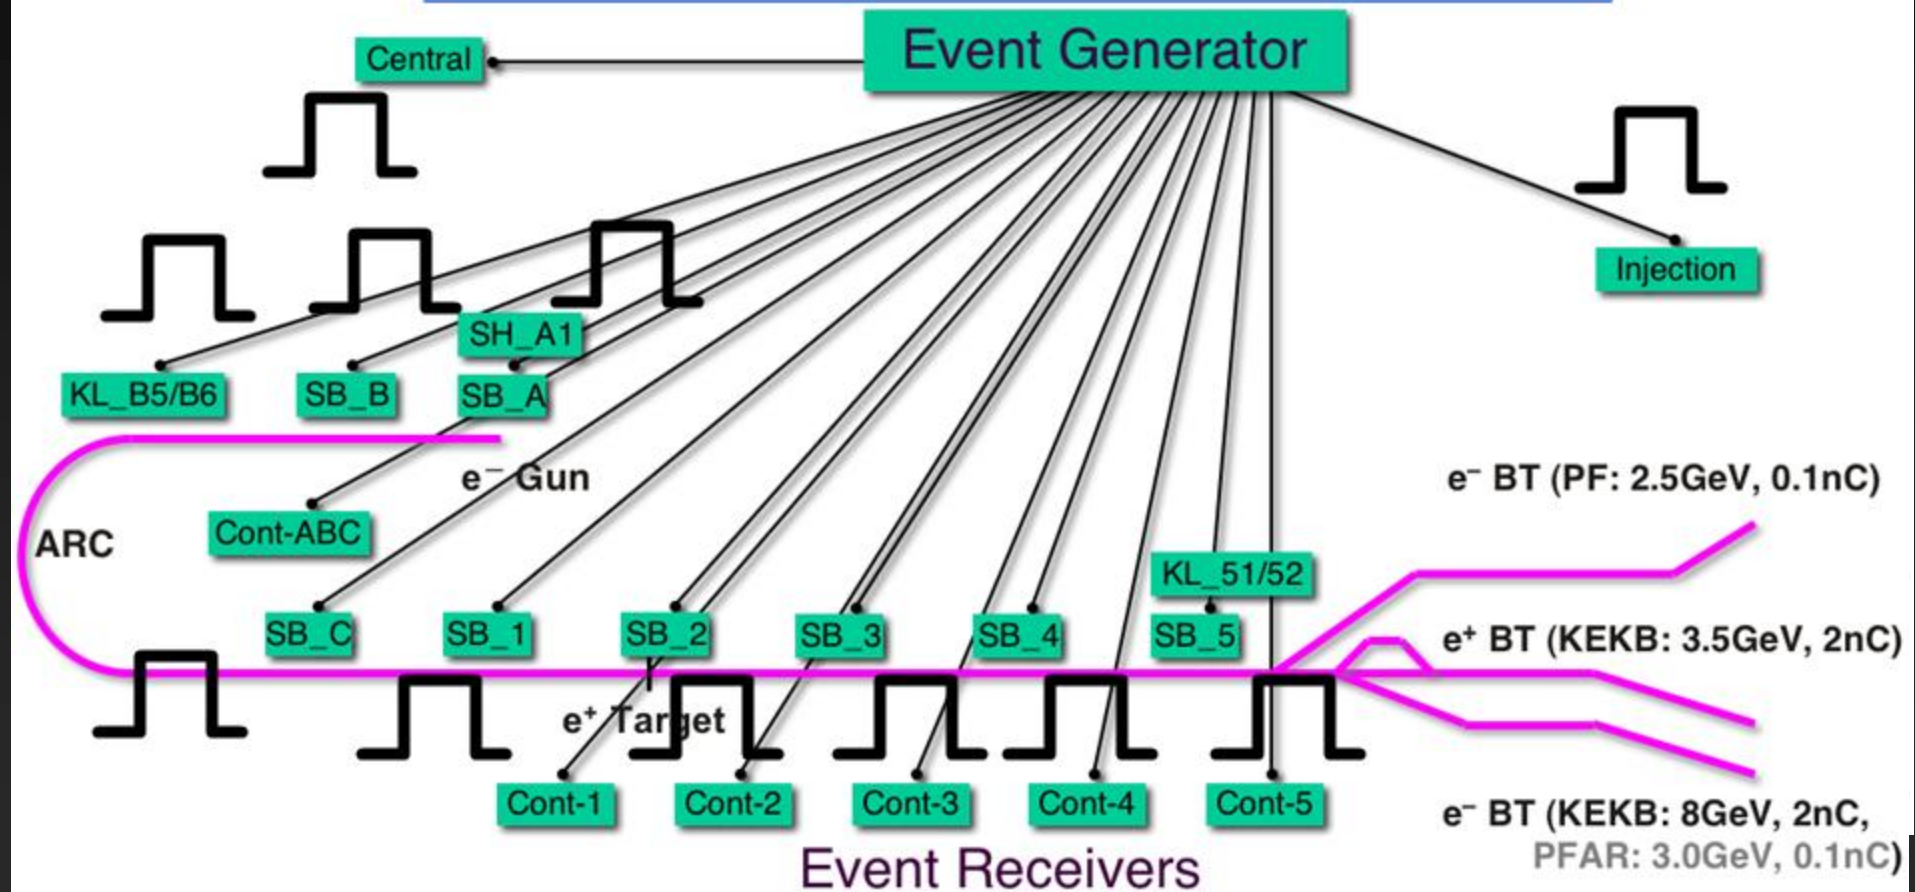 Event Generator
Central
Injection
SH_A1
KL_B5/B6
SB_B
SB_A
e⁻ Gun
e⁻ BT (PF: 2.5GeV, 0.1nC)
Cont-ABC
ARC
KL_51/52
SB_C
SB_1
SB_2
SB_3
SB_4
SB_5
e⁺ BT (KEKB: 3.5GeV, 2nC)
e⁺ Target
Cont-1
Cont-2
Cont-3
Cont-4
Cont-5
e⁻ BT (KEKB: 8GeV, 2nC,
PFAR: 3.0GeV, 0.1nC)
Event Receivers